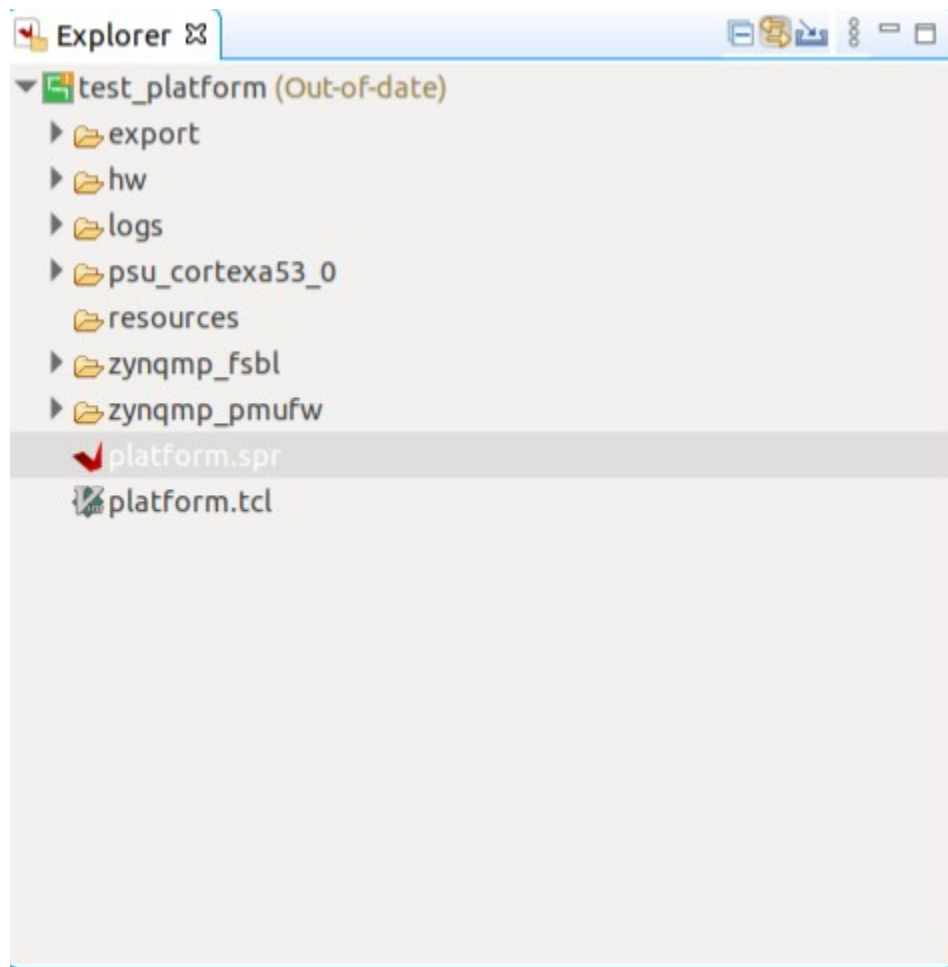 Explorer
test_platform (Out-of-date)
export
hw
logs
psu_cortexa53_0
resources
zynqmp_fsbl
zynqmp_pmufw
platform.spr
platform.tcl